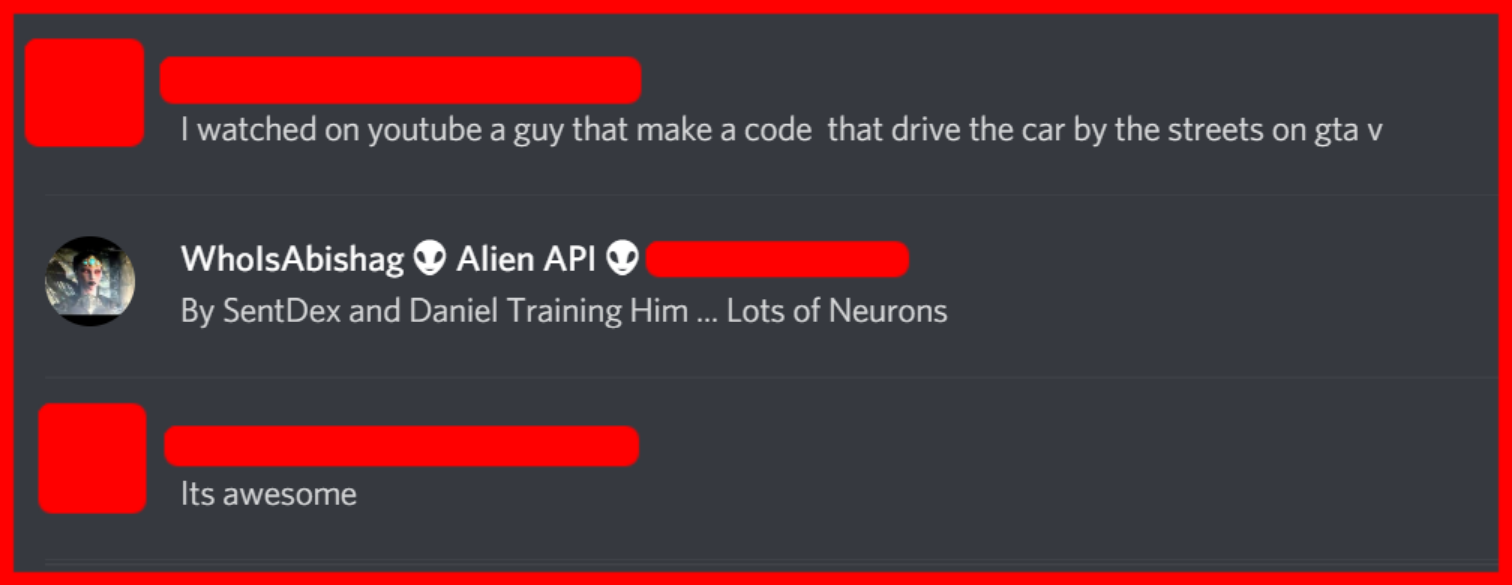 I watched on youtube a guy that make a code  that drive the car by the streets on gta v
WhoIsAbishag 👽 Alien API 👽
By SentDex and Daniel Training Him ... Lots of Neurons
Its awesome